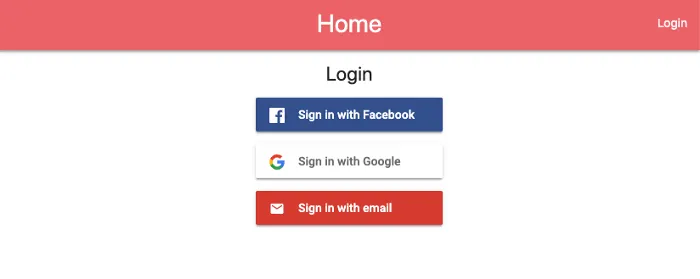 Home
Login
Login
Sign in with Facebook
Sign in with Google
Sign in with email